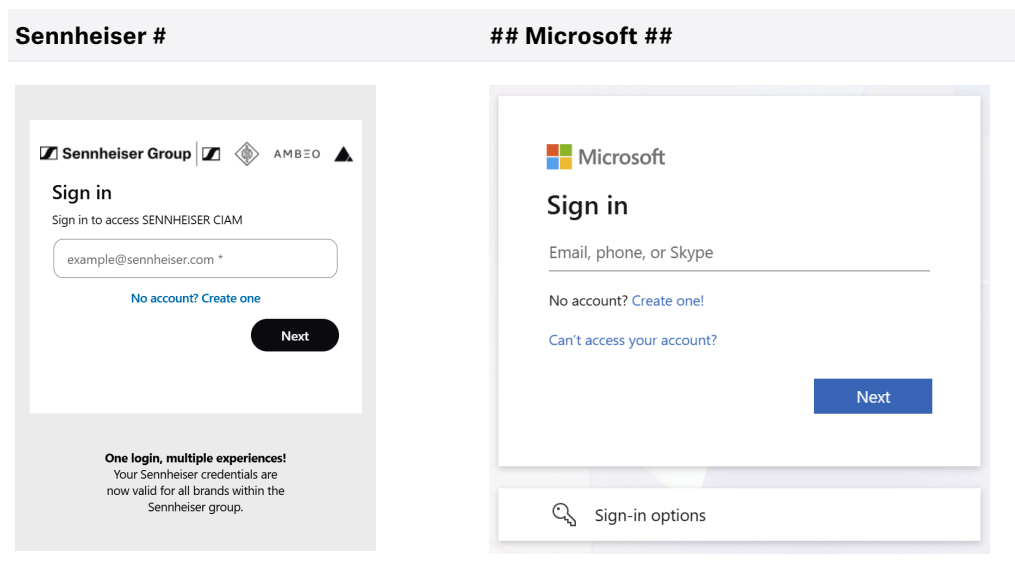 Sennheiser #
Sennheiser Group
AMBEO
Sign in
Sign in to access SENNHEISER CIAM
example@sennheiser.com *
No account? Create one
Next
One login, multiple experiences!
Your Sennheiser credentials are
now valid for all brands within the
Sennheiser group.
## Microsoft ##
Microsoft
Sign in
Email, phone, or Skype
No account? Create one!
Can't access your account?
Next
Sign-in options